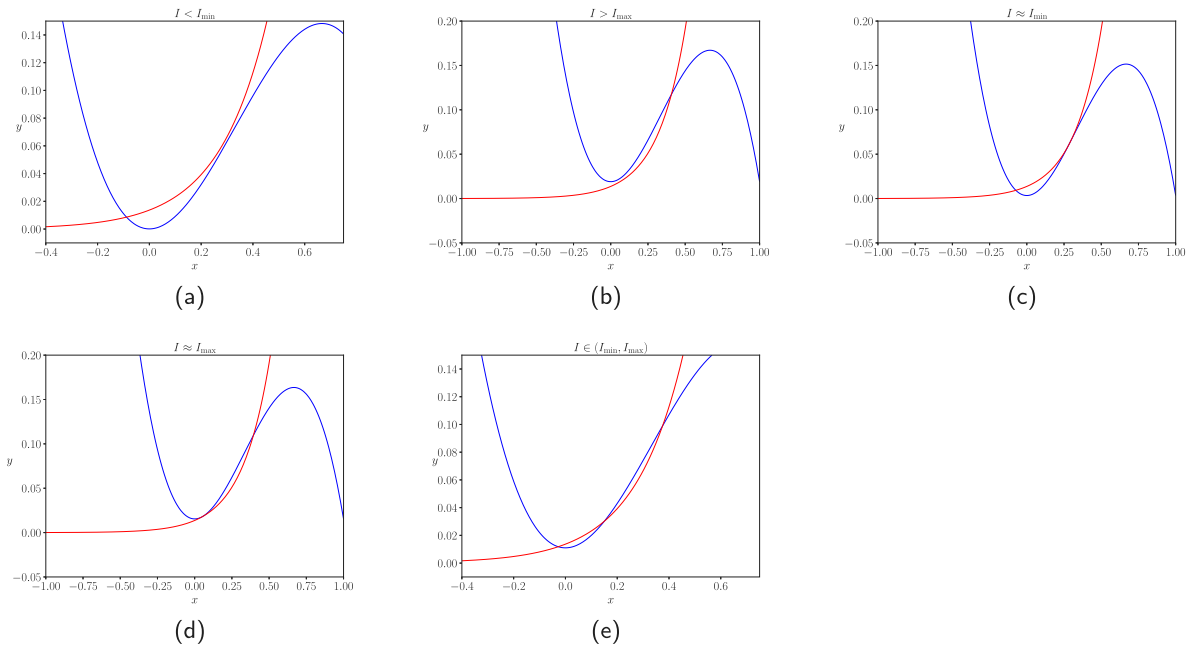 I < I_min
0.14
0.12
0.10
0.08
0.06
0.04
0.02
0.00
y
−0.4 −0.2 0.0 0.2 0.4 0.6
x
(a)
I > I_max
0.20
0.15
0.10
0.05
0.00
−0.05
y
−1.00 −0.75 −0.50 −0.25 0.00 0.25 0.50 0.75 1.00
x
(b)
I ≈ I_min
0.20
0.15
0.10
0.05
0.00
−0.05
y
−1.00 −0.75 −0.50 −0.25 0.00 0.25 0.50 0.75 1.00
x
(c)
I ≈ I_max
0.20
0.15
0.10
0.05
0.00
−0.05
y
−1.00 −0.75 −0.50 −0.25 0.00 0.25 0.50 0.75 1.00
x
(d)
I ∈ (I_min, I_max)
0.14
0.12
0.10
0.08
0.06
0.04
0.02
0.00
y
−0.4 −0.2 0.0 0.2 0.4 0.6
x
(e)